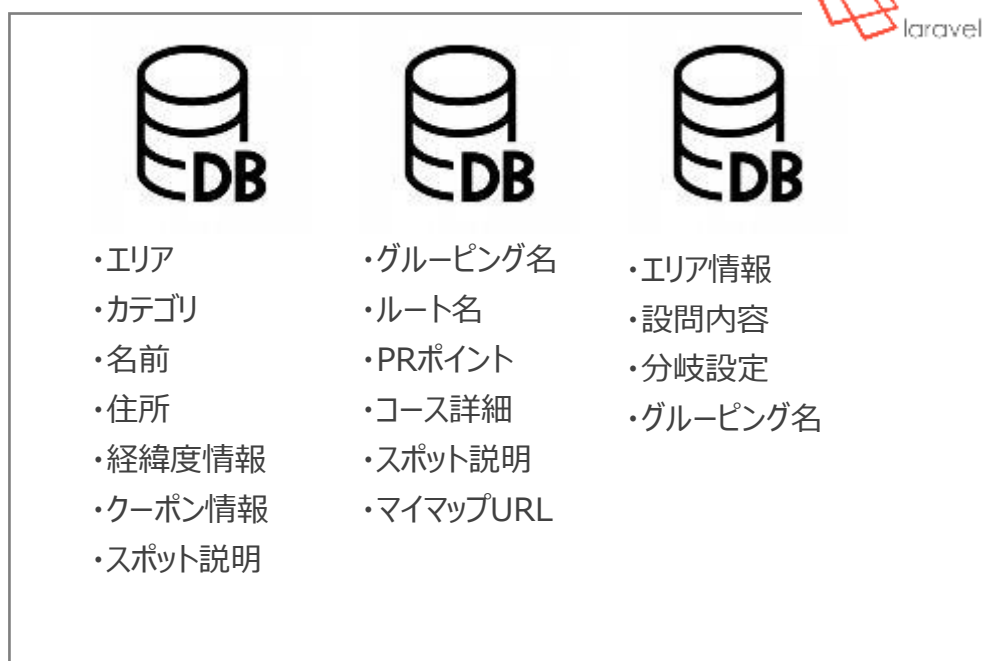 laravel
DB
・エリア
・カテゴリ
・名前
・住所
・経緯度情報
・クーポン情報
・スポット説明
DB
・グルーピング名
・ルート名
・PRポイント
・コース詳細
・スポット説明
・マイマップURL
DB
・エリア情報
・設問内容
・分岐設定
・グルーピング名